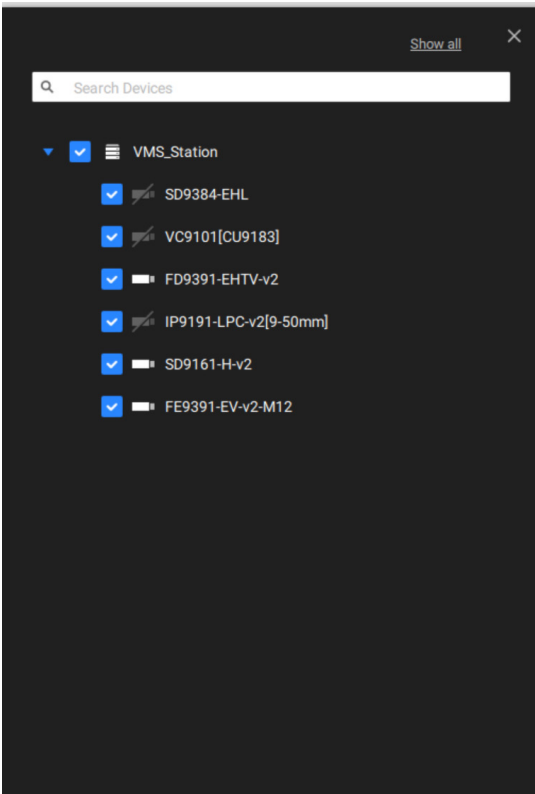 Show all
Search Devices
VMS_Station
SD9384-EHL
VC9101[CU9183]
FD9391-EHTV-v2
IP9191-LPC-v2[9-50mm]
SD9161-H-v2
FE9391-EV-v2-M12